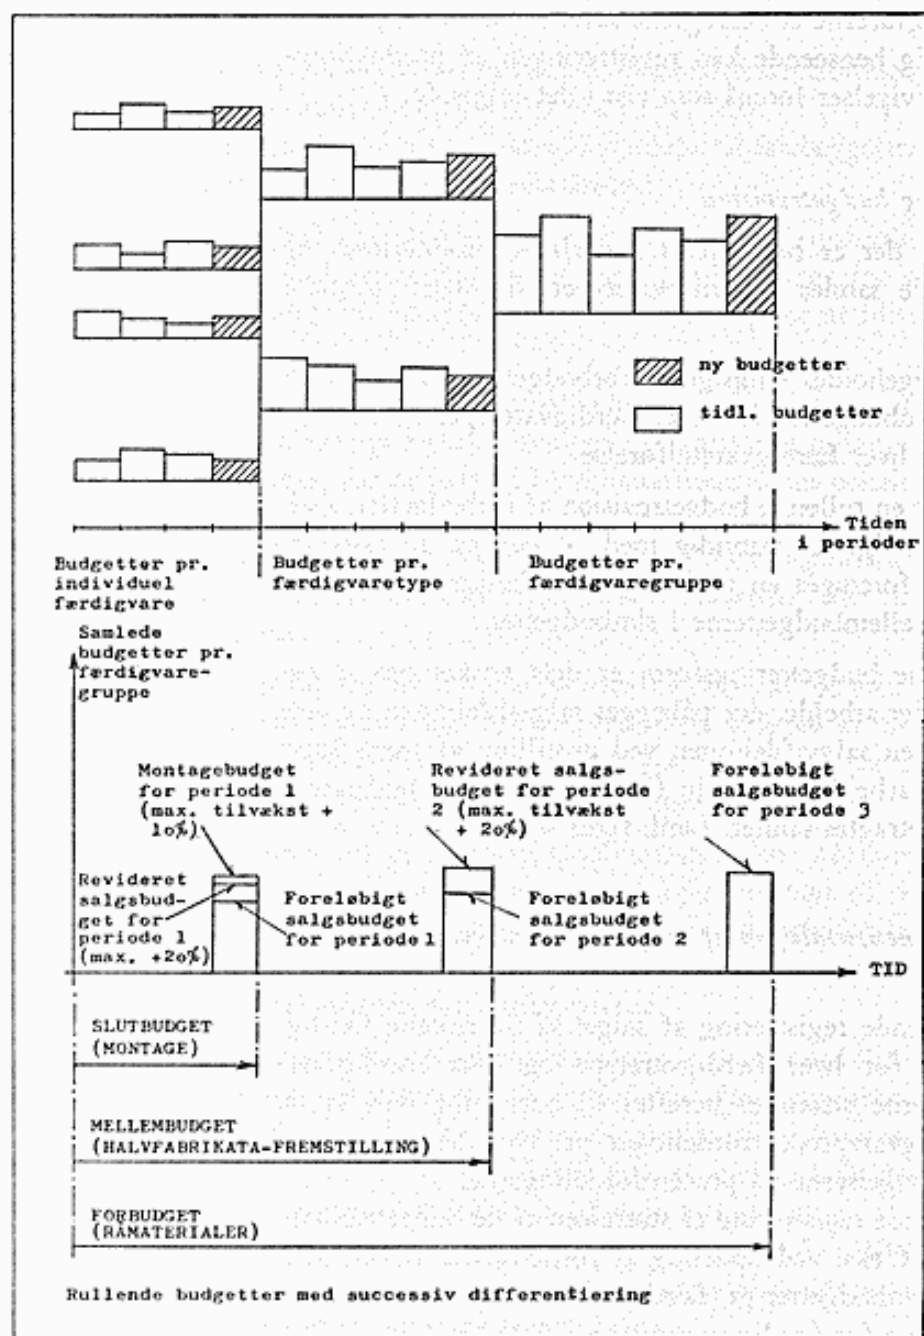 ny budgetter
tidl. budgetter
Tiden
i perioder
Budgetter pr.
individuel
færdigvare
Budgetter pr.
færdigvaretype
Budgetter pr.
færdigvaregruppe
Samlede
budgetter pr.
færdigvare-
gruppe
Montagebudget
for periode 1
(max. tilvækst +
10%)
Revideret salgs-
budget for periode
2 (max. tilvækst
+ 20%)
Foreløbigt
salgsbudget
for periode 3
Revideret
salgsbud-
get for
periode 1
(max. +20%)
Foreløbigt
salgsbudget
for periode 1
Foreløbigt
salgsbudget
for periode 2
TID
SLUTBUDGET
(MONTAGE)
MELLEMBUDGET
(HALVFABRIKATA-FREMSTILLING)
FORBUDGET
(RÅMATERIALER)
Rullende budgetter med successiv differentiering